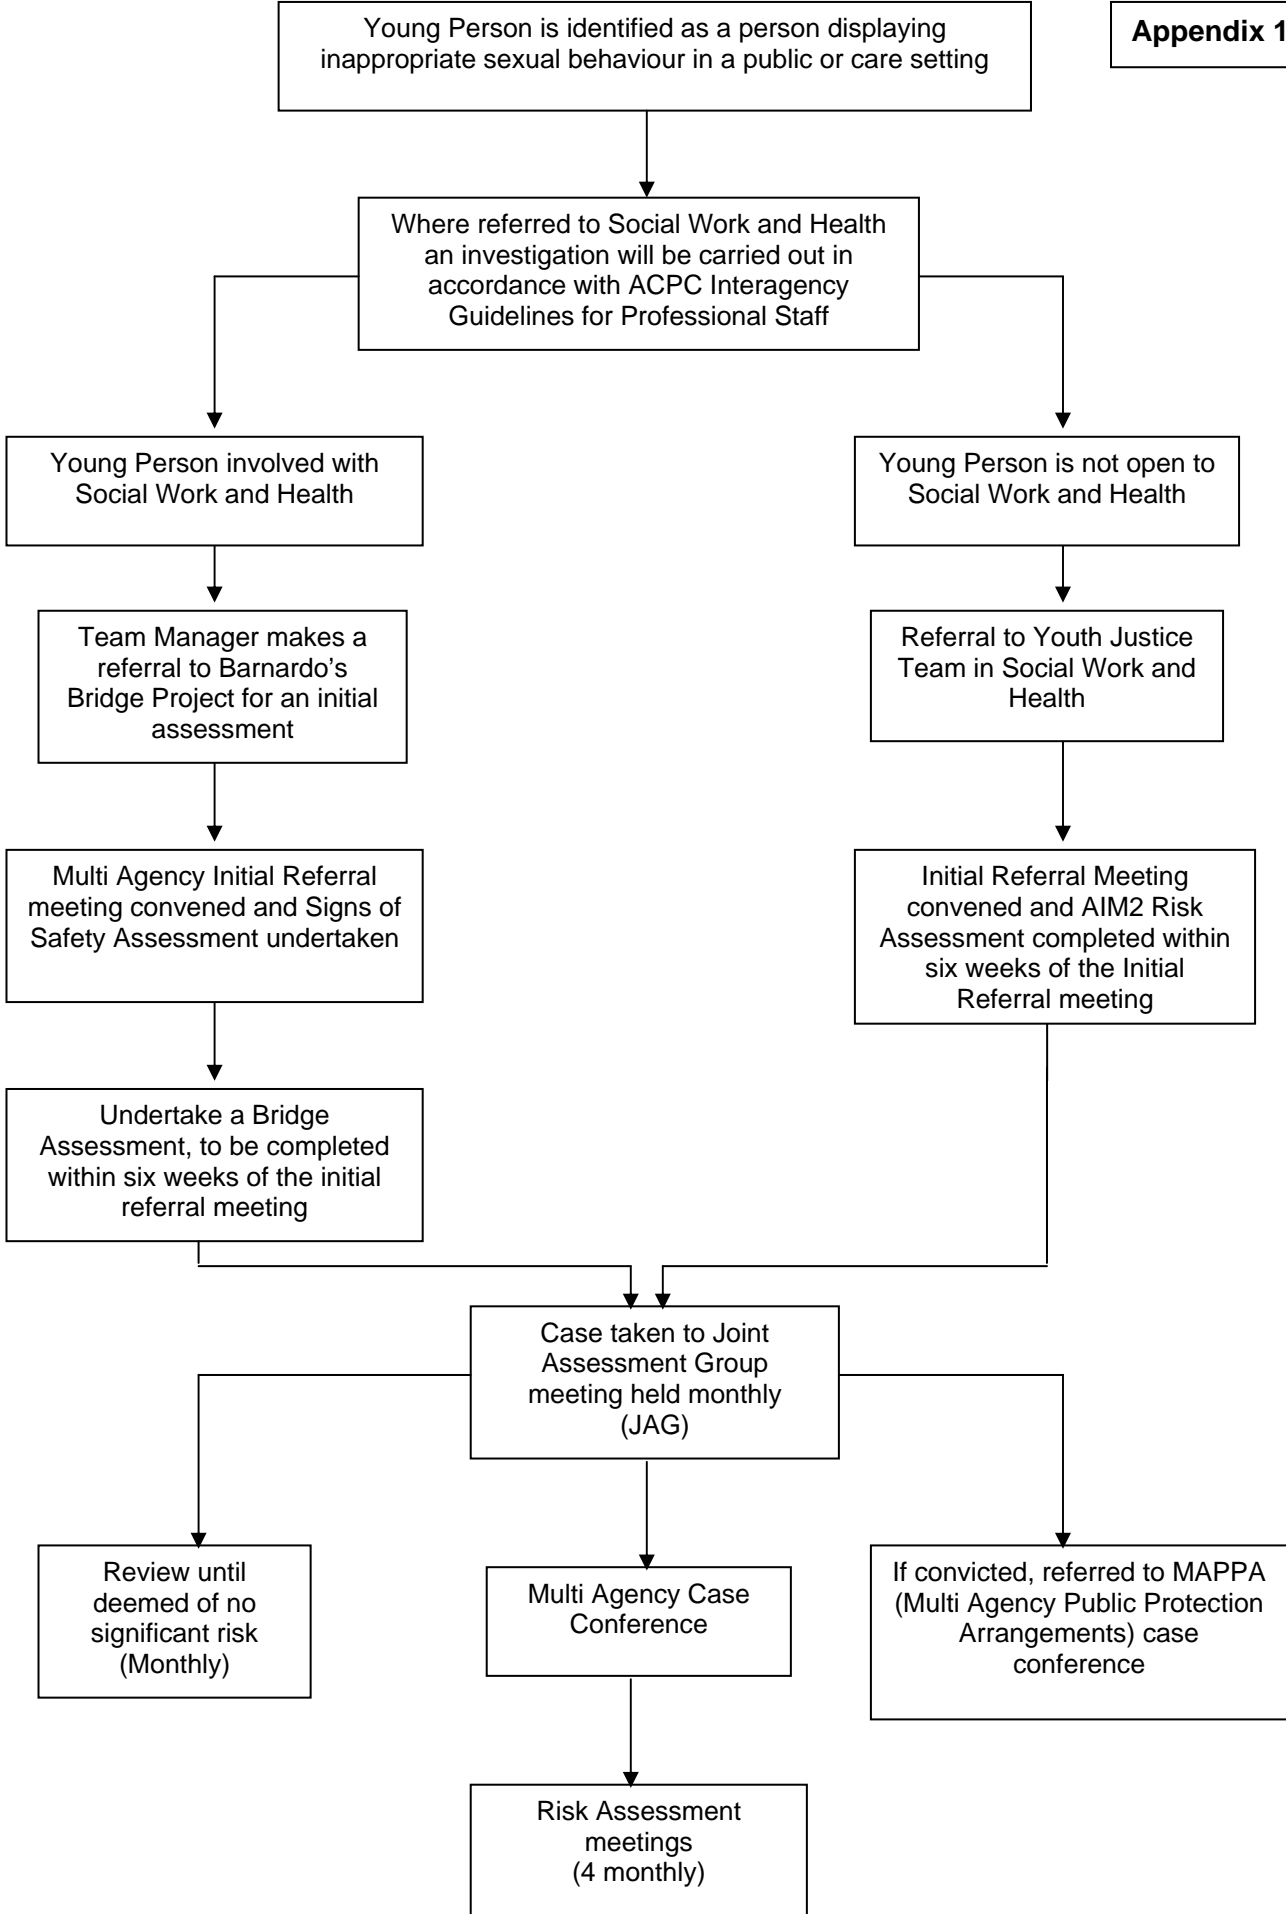 Young Person is identified as a person displaying
inappropriate sexual behaviour in a public or care setting
Appendix 1
Where referred to Social Work and Health
an investigation will be carried out in
accordance with ACPC Interagency
Guidelines for Professional Staff
Young Person involved with
Social Work and Health
Young Person is not open to
Social Work and Health
Team Manager makes a
referral to Barnardo’s
Bridge Project for an initial
assessment
Referral to Youth Justice
Team in Social Work and
Health
Multi Agency Initial Referral
meeting convened and Signs of
Safety Assessment undertaken
Initial Referral Meeting
convened and AIM2 Risk
Assessment completed within
six weeks of the Initial
Referral meeting
Undertake a Bridge
Assessment, to be completed
within six weeks of the initial
referral meeting
Case taken to Joint
Assessment Group
meeting held monthly
(JAG)
Review until
deemed of no
significant risk
(Monthly)
Multi Agency Case
Conference
If convicted, referred to MAPPA
(Multi Agency Public Protection
Arrangements) case
conference
Risk Assessment
meetings
(4 monthly)